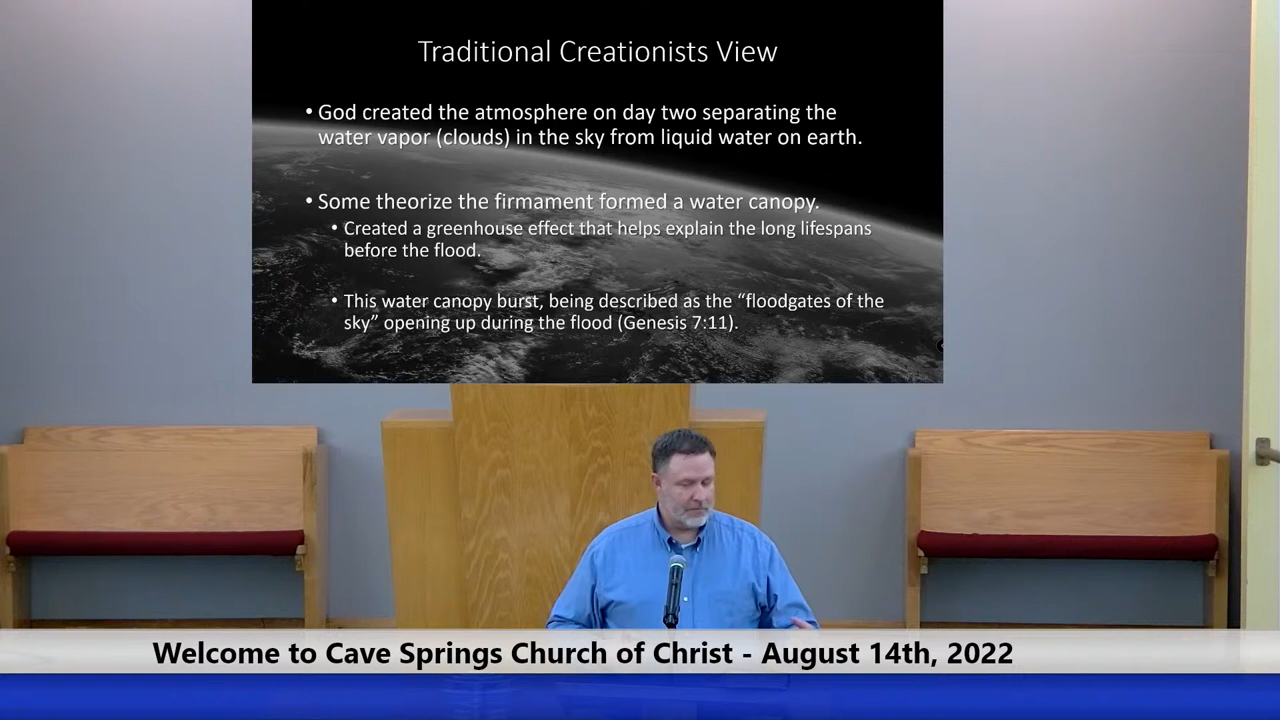 Traditional Creationists View
• God created the atmosphere on day two separating the
water vapor (clouds) in the sky from liquid water on earth.
• Some theorize the firmament formed a water canopy.
• Created a greenhouse effect that helps explain the long lifespans
before the flood.
• This water canopy burst, being described as the “floodgates of the
sky” opening up during the flood (Genesis 7:11).
Welcome to Cave Springs Church of Christ - August 14th, 2022